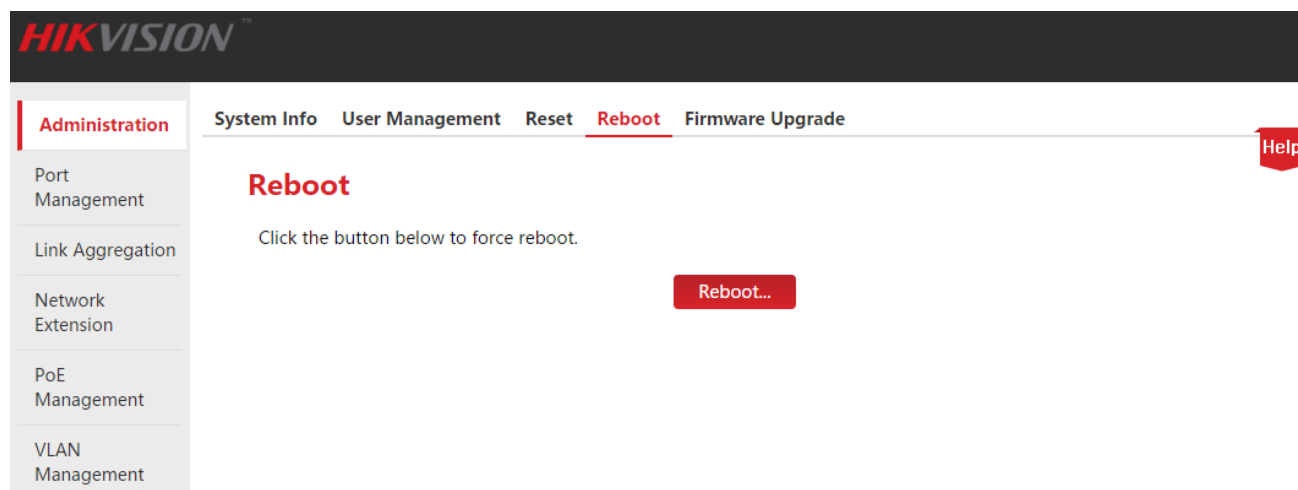 HIKVISION™
Administration
System Info User Management Reset Reboot Firmware Upgrade
Help
Port
Management
Link Aggregation
Network
Extension
PoE
Management
VLAN
Management
Reboot
Click the button below to force reboot.
Reboot...